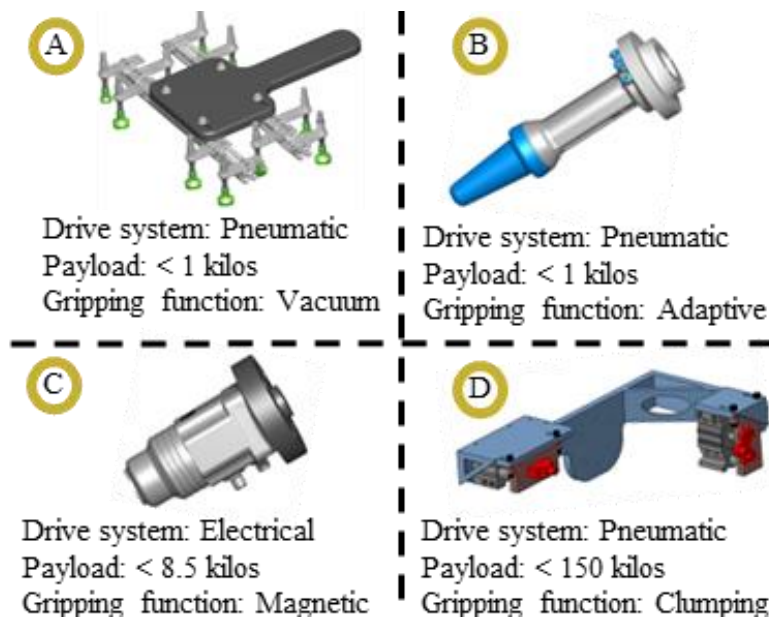 A
Drive system: Pneumatic
Payload: < 1 kilos
Gripping function: Vacuum
B
Drive system: Pneumatic
Payload: < 1 kilos
Gripping function: Adaptive
C
Drive system: Electrical
Payload: < 8.5 kilos
Gripping function: Magnetic
D
Drive system: Pneumatic
Payload: < 150 kilos
Gripping function: Clumping